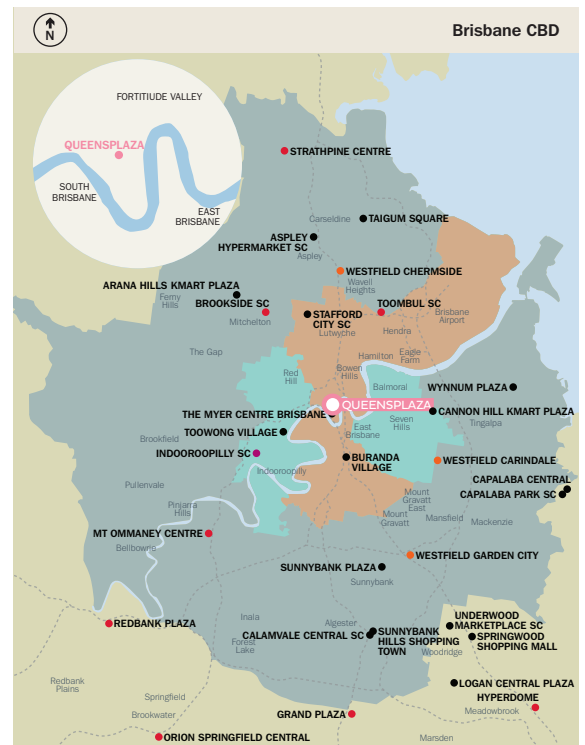 N
Brisbane CBD
FORTITIUDE VALLEY
QUEENSPLAZA
SOUTH
BRISBANE
EAST
BRISBANE
STRATHPINE CENTRE
Carseldine
TAIGUM SQUARE
ASPLEY
HYPERMARKET SC
Aspley
WESTFIELD CHERMSIDE
Wavell
Heights
ARANA HILLS KMART PLAZA
Ferny
Hills
BROOKSIDE SC
Mitchelton
TOOMBUL SC
STAFFORD
CITY SC
Lutwyche
Hendra
Brisbane
Airport
The Gap
Hamilton
Eagle
Farm
Bowen
Hills
Red
Hill
Balmoral
WYNNUM PLAZA
QUEENSPLAZA
THE MYER CENTRE BRISBANE
CANNON HILL KMART PLAZA
Seven
Hills
Tingalpa
TOOWONG VILLAGE
East
Brisbane
Brookfield
INDOOROOPILLY SC
BURANDA
VILLAGE
WESTFIELD CARINDALE
Indooroopilly
CAPALABA CENTRAL
CAPALABA PARK SC
Pullenvale
Pinjarra
Hills
Mount
Gravatt
East
Mount
Gravatt
Mansfield
Mackenzie
MT OMMANEY CENTRE
Bellbowrie
WESTFIELD GARDEN CITY
SUNNYBANK PLAZA
Sunnybank
REDBANK PLAZA
Inala
Algester
UNDERWOOD
MARKETPLACE SC
SPRINGWOOD
SHOPPING MALL
CALAMVALE CENTRAL SC
SUNNYBANK
HILLS SHOPPING
TOWN
Woodridge
Forest
Lake
Redbank
Plains
LOGAN CENTRAL PLAZA
HYPERDOME
Springfield
Meadowbrook
Brookwater
GRAND PLAZA
ORION SPRINGFIELD CENTRAL
Marsden